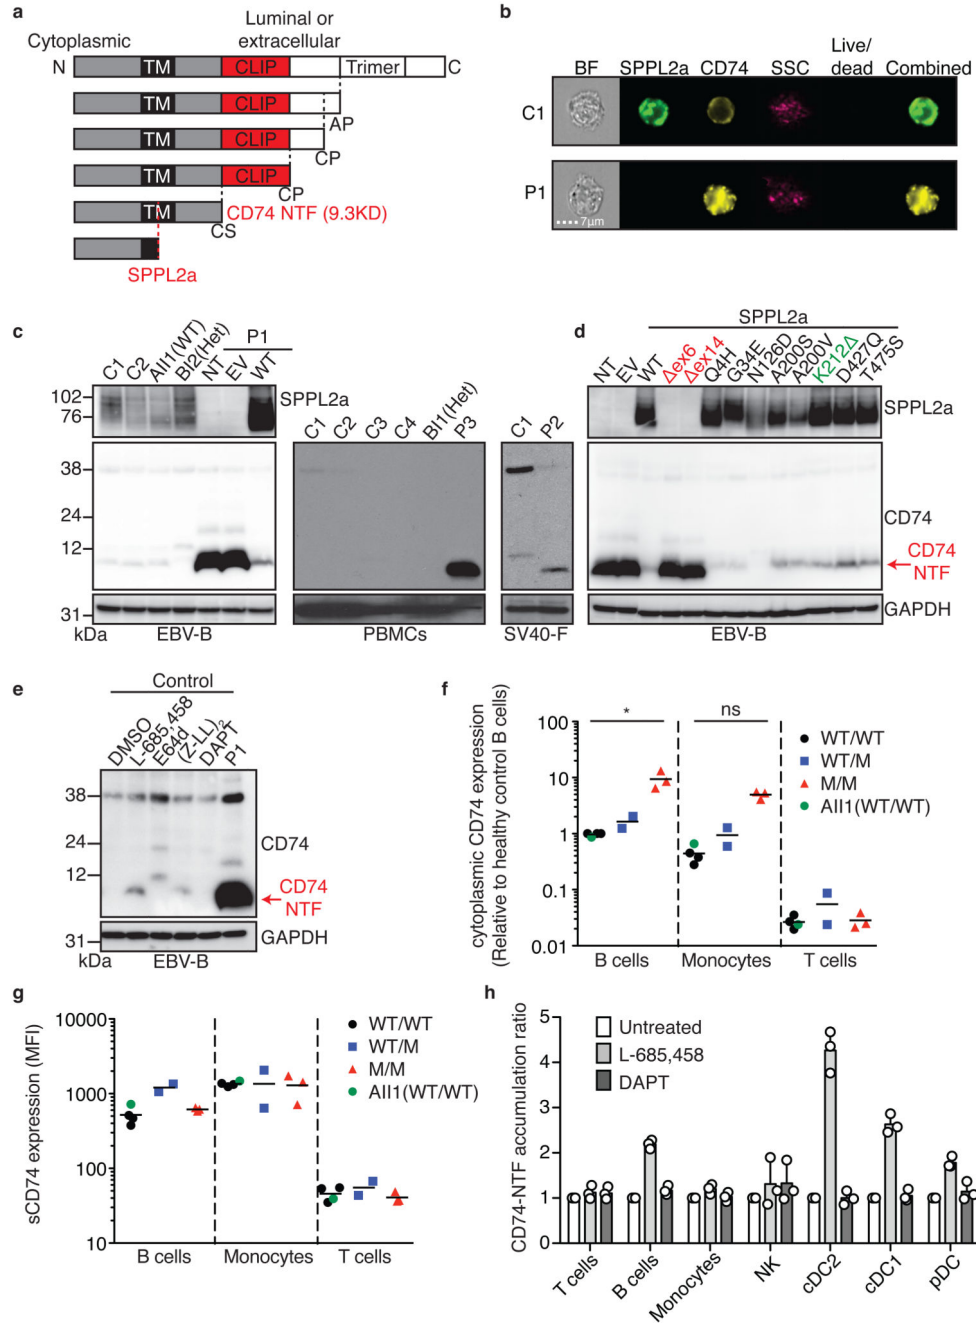 a
Luminal or
extracellular
Cytoplasmic
N
TM
CLIP
Trimer
C
TM
CLIP
AP
TM
CLIP
CP
TM
CLIP
CP
TM
CD74 NTF (9.3KD)
CS
SPPL2a
b
BF
SPPL2a
CD74
SSC
Live/
dead
Combined
C1
P1
7µm
c
P1
C1
C2
AII1(WT)
BI2(Het)
NT
EV
WT
102
76
SPPL2a
38
24
12
31
kDa
EBV-B
C1
C2
C3
C4
BI1(Het)
P3
PBMCs
C1
P2
SV40-F
d
SPPL2a
NT
EV
WT
Δex6
Δex14
Q4H
G34E
N126D
A200S
A200V
K212Δ
D427Q
T475S
SPPL2a
CD74
CD74
NTF
GAPDH
EBV-B
e
Control
DMSO
L-685,458
E64d
(Z-LL)2
DAPT
P1
38
24
12
CD74
CD74
NTF
31
GAPDH
kDa
EBV-B
f
cytoplasmic CD74 expression
(Relative to healthy control B cells)
100
10
1
0.1
0.01
*
ns
WT/WT
WT/M
M/M
AII1(WT/WT)
B cells
Monocytes
T cells
g
sCD74 expression (MFI)
10000
1000
100
10
WT/WT
WT/M
M/M
AII1(WT/WT)
B cells
Monocytes
T cells
h
CD74-NTF accumulation ratio
5
4
2
1
0
Untreated
L-685,458
DAPT
T cells
B cells
Monocytes
NK
cDC2
cDC1
pDC